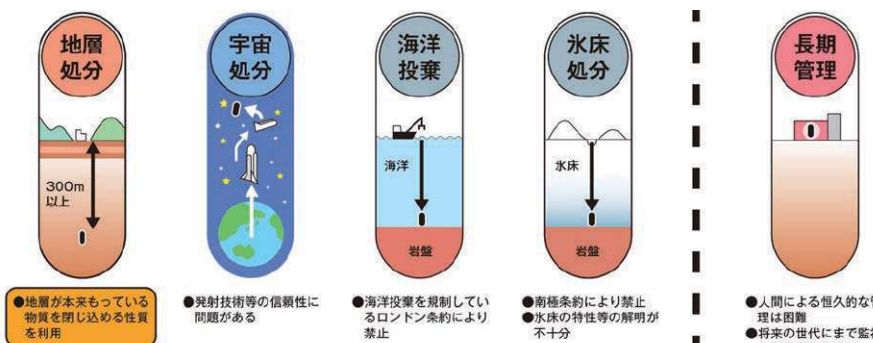 地層
処分
宇宙
処分
海洋
投棄
氷床
処分
長期
管理
300m
以上
海洋
岩盤
氷床
岩盤
●地層が本来もっている
物質を閉じ込める性質
を利用
●発射技術等の信頼性に
問題がある
●海洋投棄を規制してい
るロンドン条約により
禁止
●南極条約により禁止
●氷床の特性等の解明が
不十分
●人間による恒久的な
理は困難
●将来の世代にまで監